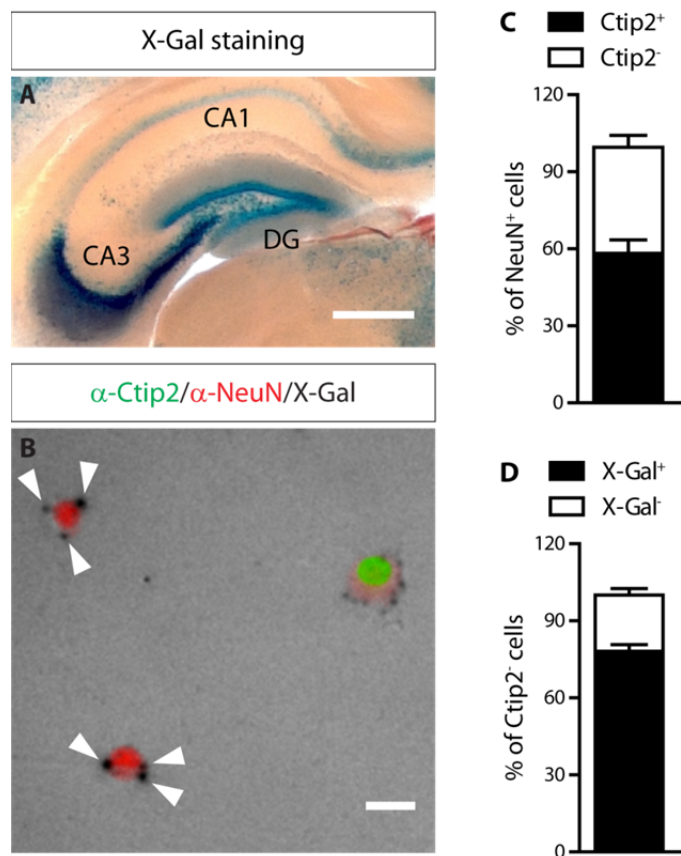 X-Gal staining
A
CA1
CA3
DG
α-Ctip2/α-NeuN/X-Gal
B
C
Ctip2⁺
Ctip2⁻
120
90
60
30
0
% of NeuN⁺ cells
D
X-Gal⁺
X-Gal⁻
120
90
60
30
0
% of Ctip2⁻ cells